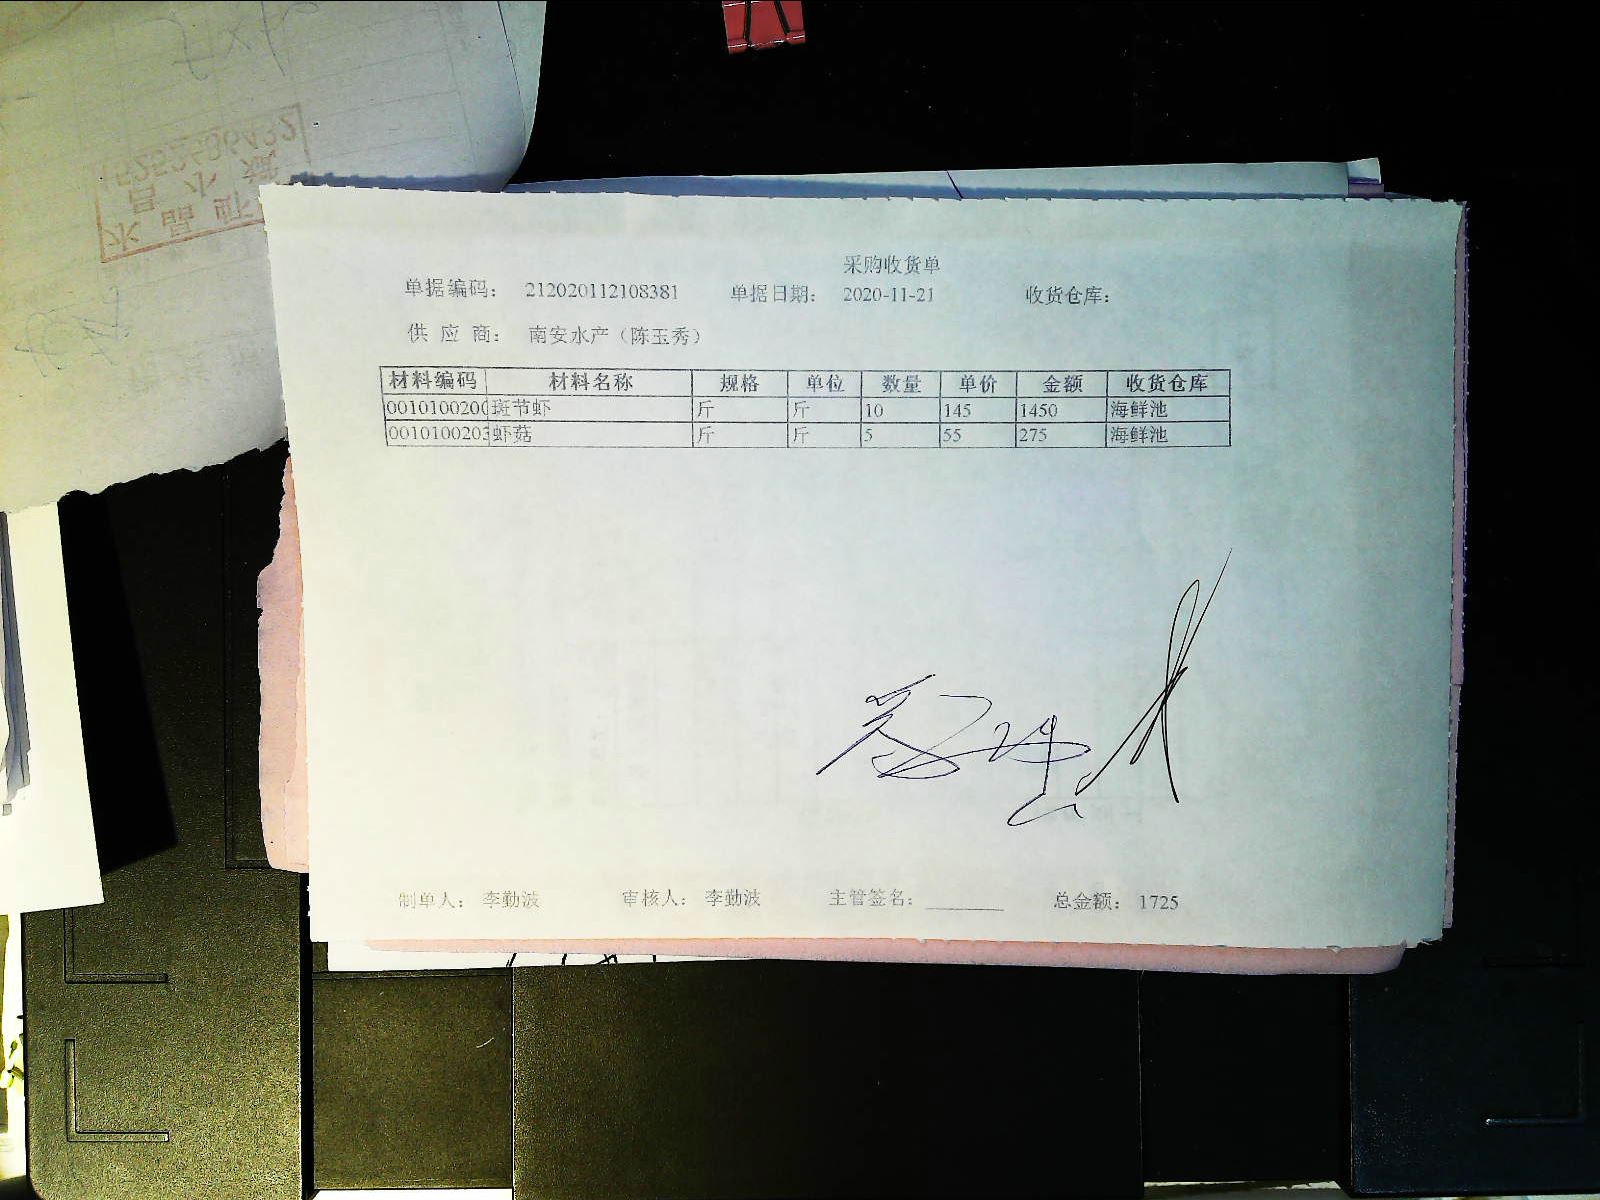 采购收货单
单据编码： 212020112108381 单据日期： 2020-11-21 收货仓库：
供 应 商： 南安水产（陈玉秀）
材料编码 材料名称 规格 单位 数量 单价 金额 收货仓库
0010100200 斑节虾 斤 斤 10 145 1450 海鲜池
0010100203 虾菇 斤 斤 5 55 275 海鲜池
制单人： 李勤波 审核人： 李勤波 主管签名： 总金额： 1725